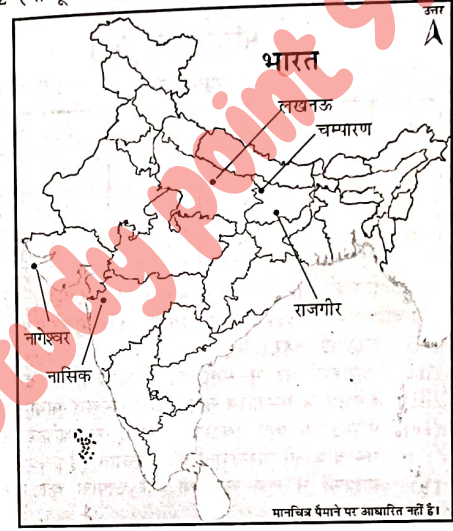 उत्तर
भारत
लखनऊ
चम्पारण
राजगीर
नागेश्वर
नासिक
मानचित्र पैमाने पर आधारित नहीं है।
study point